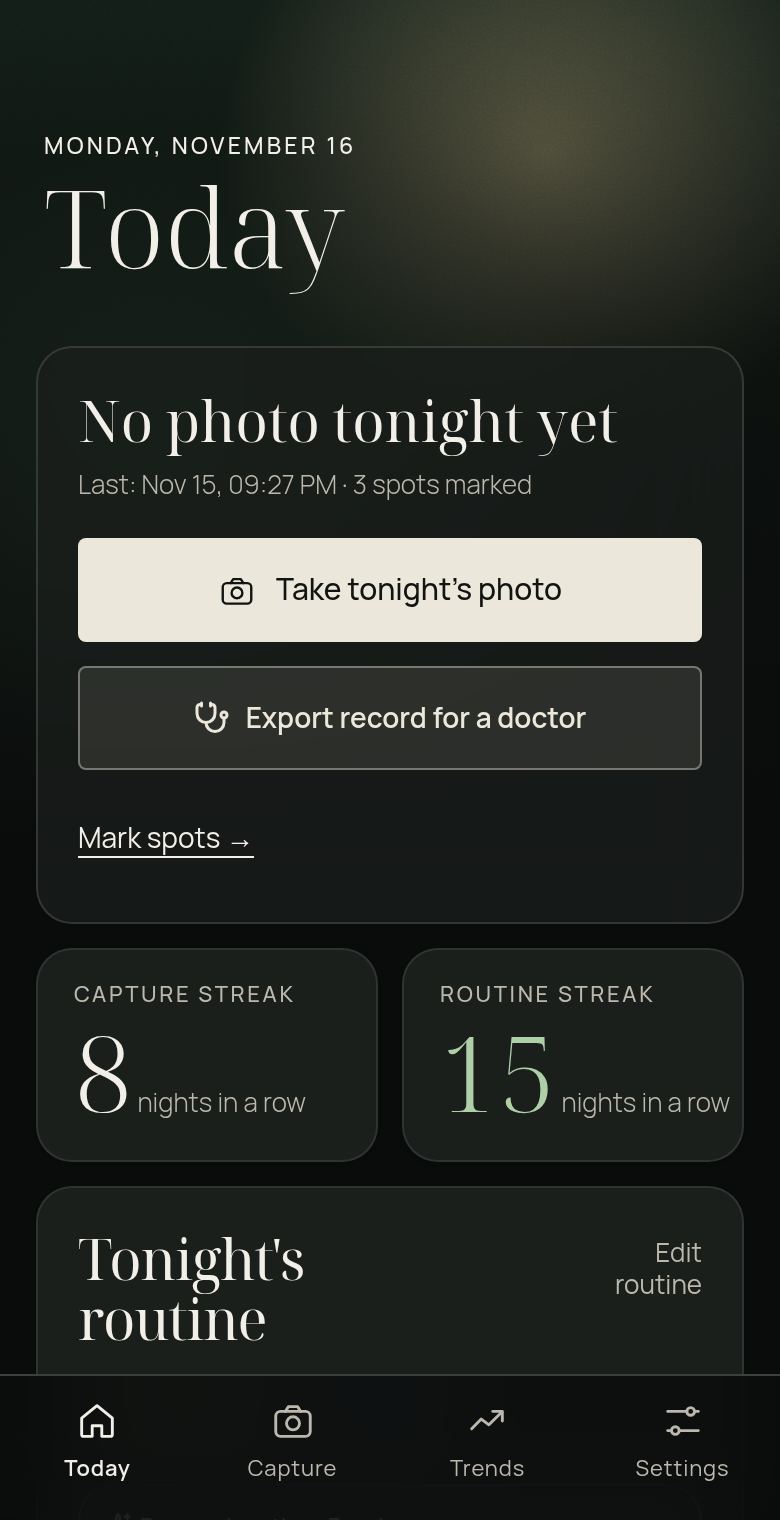 MONDAY, NOVEMBER 16
Today
No photo tonight yet
Last: Nov 15, 09:27 PM · 3 spots marked
Take tonight’s photo
Export record for a doctor
Mark spots →
CAPTURE STREAK
8 nights in a row
ROUTINE STREAK
15 nights in a row
Tonight's
routine
Edit
routine
Today
Capture
Trends
Settings